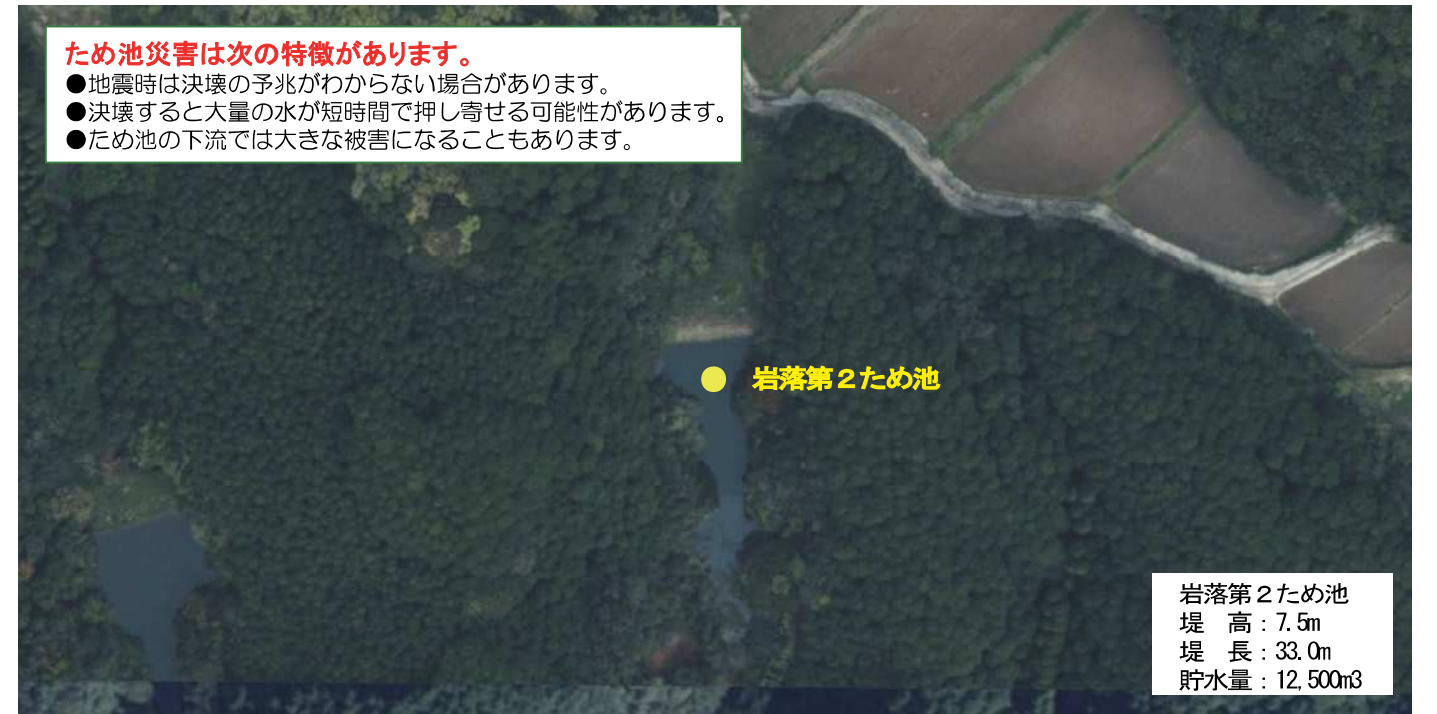 ため池災害は次の特徴があります。
●地震時は決壊の予兆がわからない場合があります。
●決壊すると大量の水が短時間で押し寄せる可能性があります。
●ため池の下流では大きな被害になることもあります。
岩落第２ため池
岩落第２ため池
堤　高：7.5m
堤　長：33.0m
貯水量：12,500m3